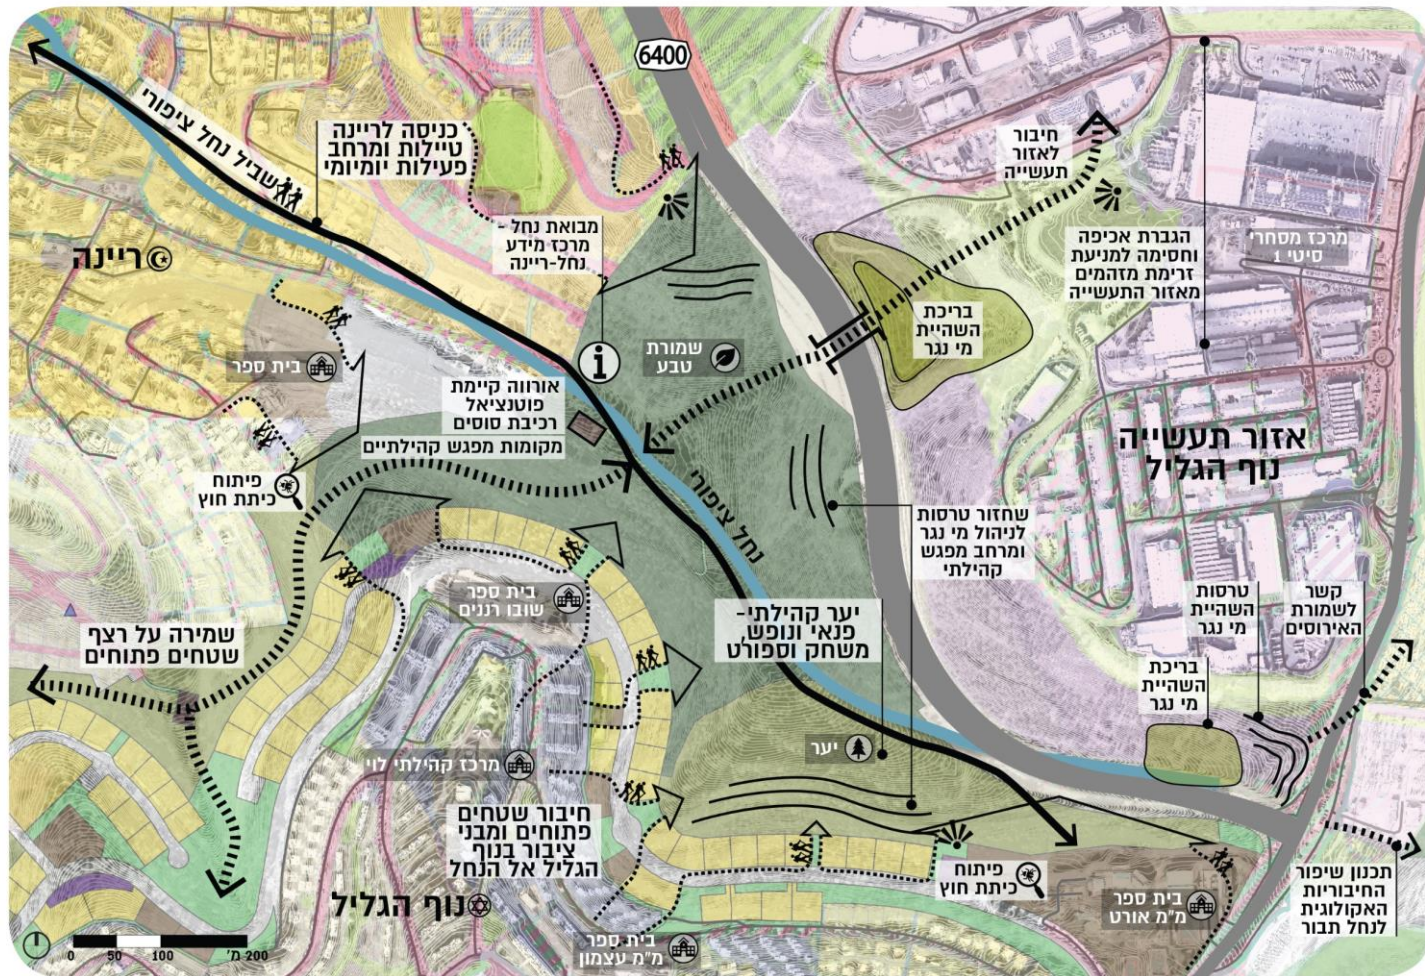 6400
שביל נחל ציפורי
כניסה לריינה
טיילות ומרחב
פעילות יומיומי
חיבור
לאזור
תעשייה
ריינה
מבואת נחל -
מרכז מידע
נחל-ריינה
הגברת אכיפה
וחסימה למניעת
זרימת מזהמים
מאזור התעשייה
מרכז מסחרי
סיטי 1
בריכת
השהיית
מי נגר
שמורת
טבע
i
בית ספר
אורווה קיימת
פוטנציאל
רכיבת סוסים
מקומות מפגש קהילתיים
אזור תעשייה
נוף הגליל
פיתוח
כיתת חוץ
נחל ציפורי
שחזור טרסות
לניהול מי נגר
ומרחב מפגש
קהילתי
בית ספר
שובו רננים
יער קהילתי-
פנאי ונופש,
משחק וספורט
טרסות
השהיית
מי נגר
קשר
לשמורת
האירוסים
שמירה על רצף
שטחים פתוחים
בריכת
השהיית
מי נגר
יער
מרכז קהילתי לוי
חיבור שטחים
פתוחים ומבני
ציבור בנוף
הגליל אל הנחל
פיתוח
כיתת חוץ
נוף הגליל
בית ספר
מ"מ אורט
תכנון שיפור
החיבוריות
האקולוגית
לנחל תבור
בית ספר
מ"מ עצמון
0 50 100 200 מ'